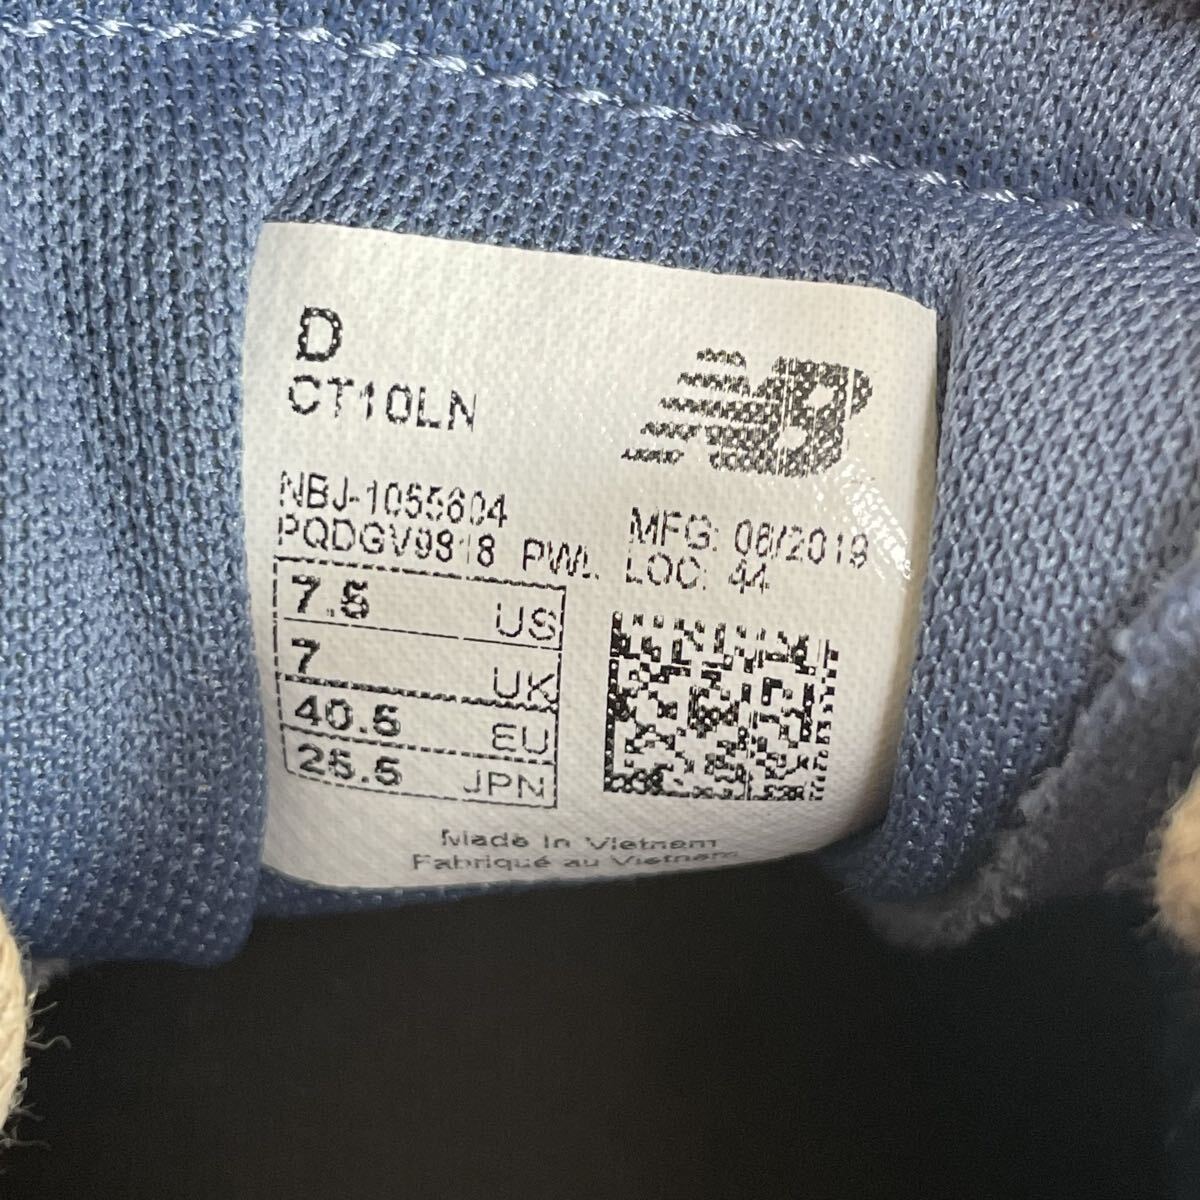 D
CT10LN
NB
NBJ-1055604
PQDGV9818 PWL
MFG: 06/2019
LOC: 44
7.5 US
7 UK
40.5 EU
25.5 JPN
Made In Vietnam
Fabriqué au Vietnam